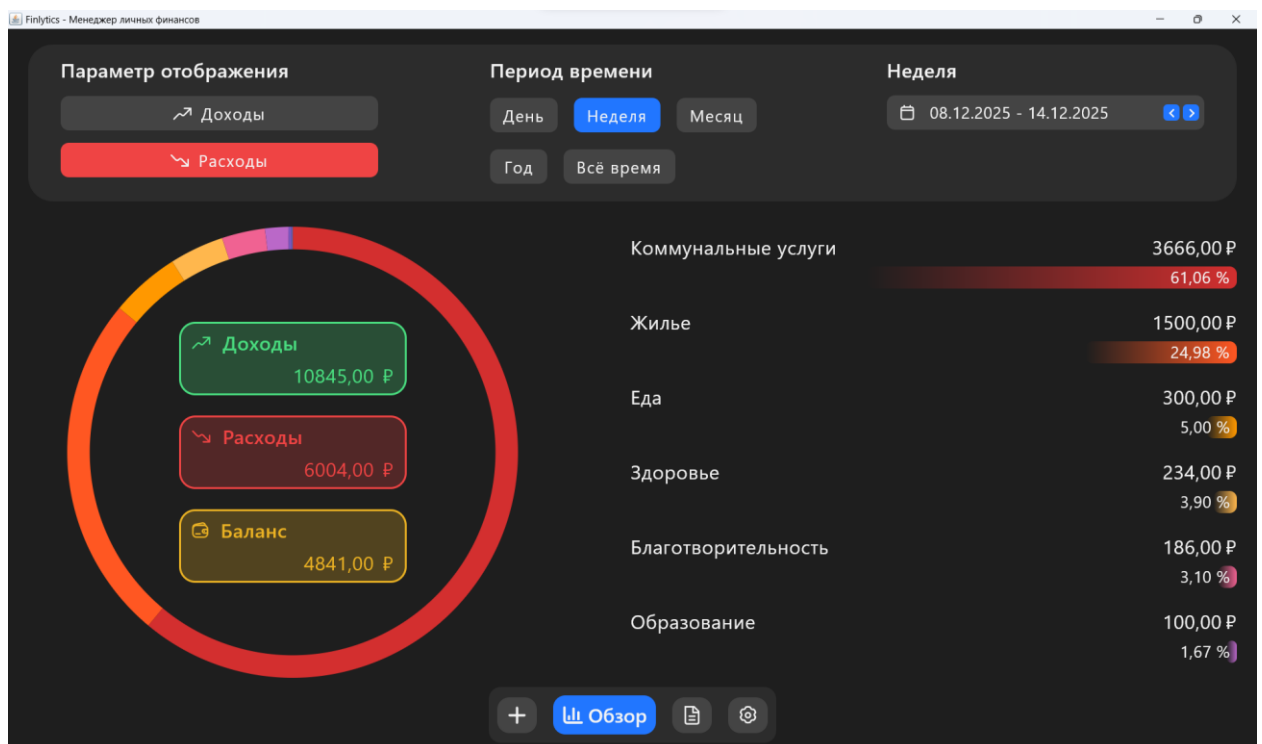 Finlytics - Менеджер личных финансов
Параметр отображения
Доходы
Расходы
Период времени
День Неделя Месяц
Год Всё время
Неделя
08.12.2025 - 14.12.2025
Доходы
10845,00 ₽
Расходы
6004,00 ₽
Баланс
4841,00 ₽
Коммунальные услуги 3666,00 ₽
61,06 %
Жилье 1500,00 ₽
24,98 %
Еда 300,00 ₽
5,00 %
Здоровье 234,00 ₽
3,90 %
Благотворительность 186,00 ₽
3,10 %
Образование 100,00 ₽
1,67 %
Обзор